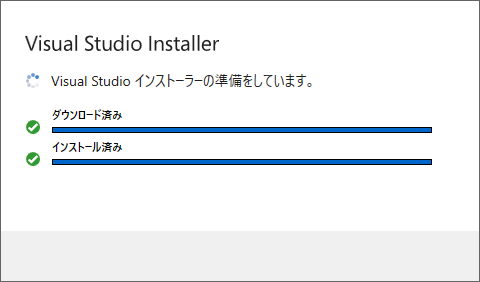 Visual Studio Installer
Visual Studio インストーラーの準備をしています。
ダウンロード済み
インストール済み